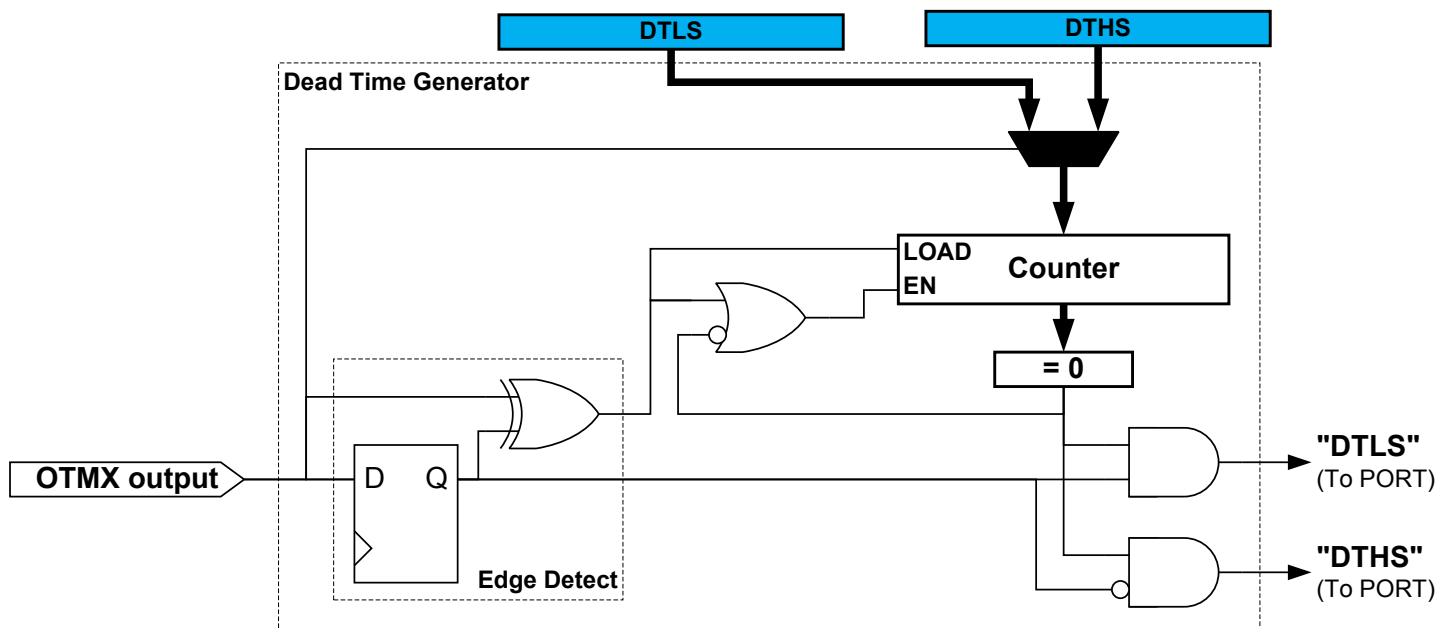 DTLS
DTHS
Dead Time Generator
LOAD
Counter
EN
= 0
D
Q
OTMX output
Edge Detect
"DTLS"
(To PORT)
"DTHS"
(To PORT)